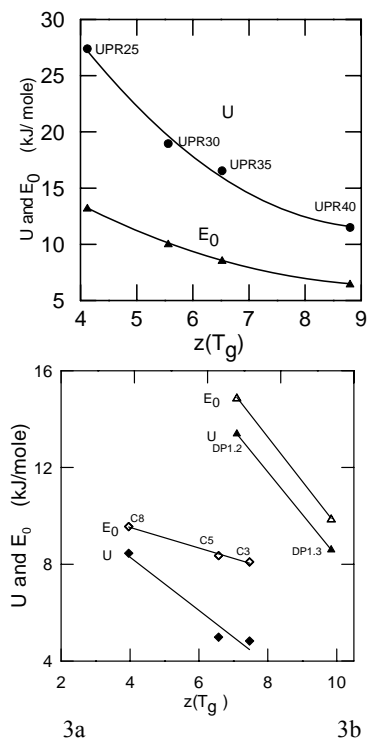 30
UPR25
25
U
20
UPR30
UPR35
15
UPR40
E0
10
5
4 5 6 7 8 9
z(Tg)
U and E0 (kJ/mole)
16
E0
U
DP1.2
12
E0
C8
C5
C3
DP1.3
8
U
4
2 4 6 8 10
z(Tg)
U and E0 (kJ/mole)
3a 3b